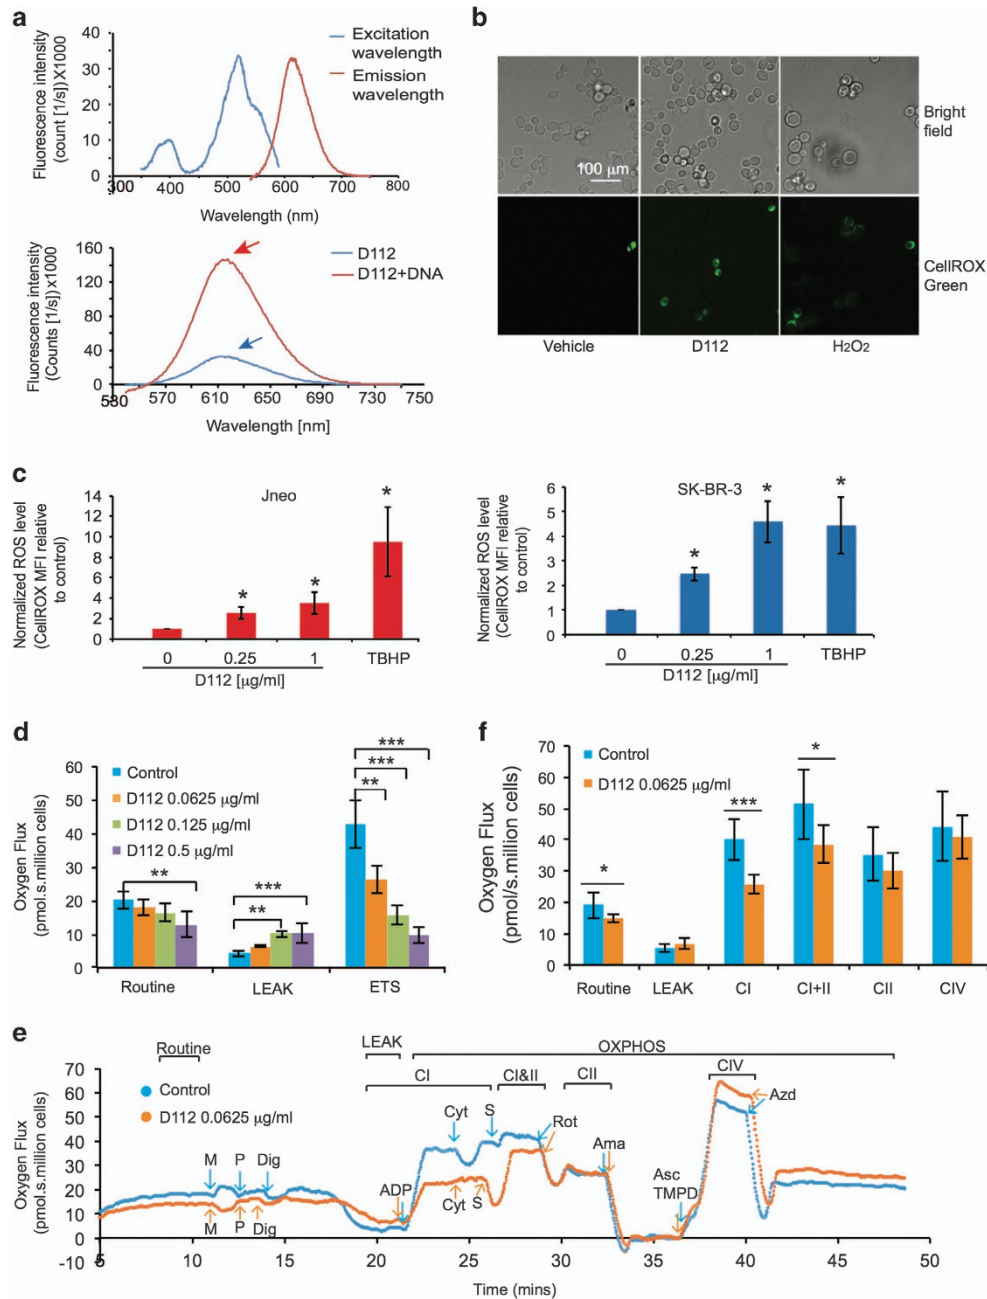 a
Fluorescence intensity
(count [1/s])X1000
40
30
20
10
0
300
400
500
600
700
800
Wavelength (nm)
Excitation
wavelength
Emission
wavelength
Fluorescence intensity
(Counts [1/s])x1000
160
120
80
40
0
530
570
610
650
690
730
750
Wavelength [nm]
D112
D112+DNA
b
100 μm
Bright
field
CellROX
Green
Vehicle
D112
H2O2
c
Normalized ROS level
(CellROX MFI relative
to control)
14
12
10
8
6
4
2
0
Jneo
*
*
*
0
0.25
1
TBHP
D112 [μg/ml]
Normalized ROS level
(CellROX MFI relative
to control)
6
5
4
3
2
1
0
SK-BR-3
*
*
*
0
0.25
1
TBHP
D112 [μg/ml]
d
Oxygen Flux
(pmol.s.million cells)
60
50
40
30
20
10
0
Control
D112 0.0625 μg/ml
D112 0.125 μg/ml
D112 0.5 μg/ml
**
***
**
***
***
**
Routine
LEAK
ETS
f
Oxygen Flux
(pmol/s.million cells)
70
60
50
40
30
20
10
0
Control
D112 0.0625 μg/ml
*
***
*
Routine
LEAK
CI
CI+II
CII
CIV
e
Routine
LEAK
OXPHOS
CI
CI&II
CII
CIV
Control
D112 0.0625 μg/ml
Oxygen Flux
(pmol.s.million cells)
70
60
50
40
30
20
10
0
-10
M
P
Dig
M
P
Dig
ADP
Cyt
S
Cyt
S
Rot
Ama
Asc
TMPD
Azd
5
10
15
20
25
30
35
40
45
50
Time (mins)